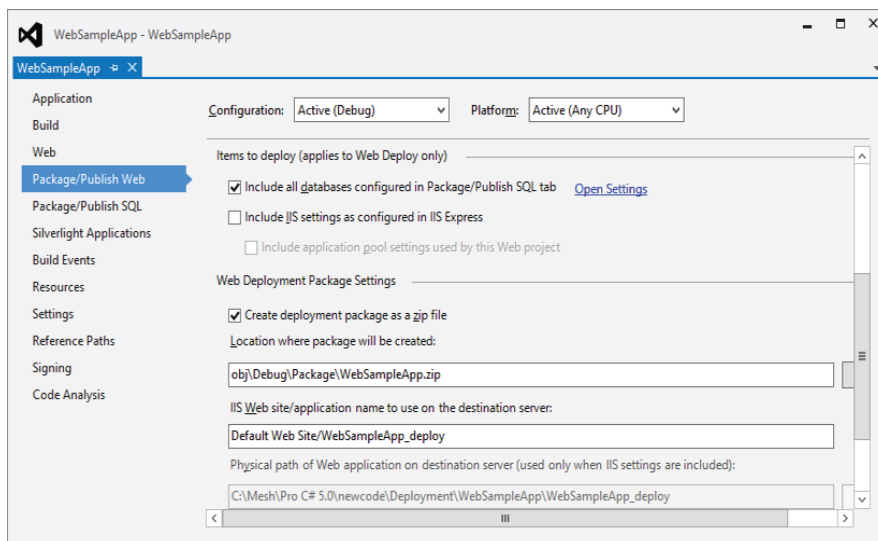 WebSampleApp - WebSampleApp
WebSampleApp
Application
Build
Web
Package/Publish Web
Package/Publish SQL
Silverlight Applications
Build Events
Resources
Settings
Reference Paths
Signing
Code Analysis
Configuration: Active (Debug) Platform: Active (Any CPU)
Items to deploy (applies to Web Deploy only)
Include all databases configured in Package/Publish SQL tab Open Settings
Include IIS settings as configured in IIS Express
Include application pool settings used by this Web project
Web Deployment Package Settings
Create deployment package as a zip file
Location where package will be created:
obj\Debug\Package\WebSampleApp.zip
IIS Web site/application name to use on the destination server:
Default Web Site/WebSampleApp_deploy
Physical path of Web application on destination server (used only when IIS settings are included):
C:\Mesh\Pro C# 5.0\newcode\Deployment\WebSampleApp\WebSampleApp_deploy